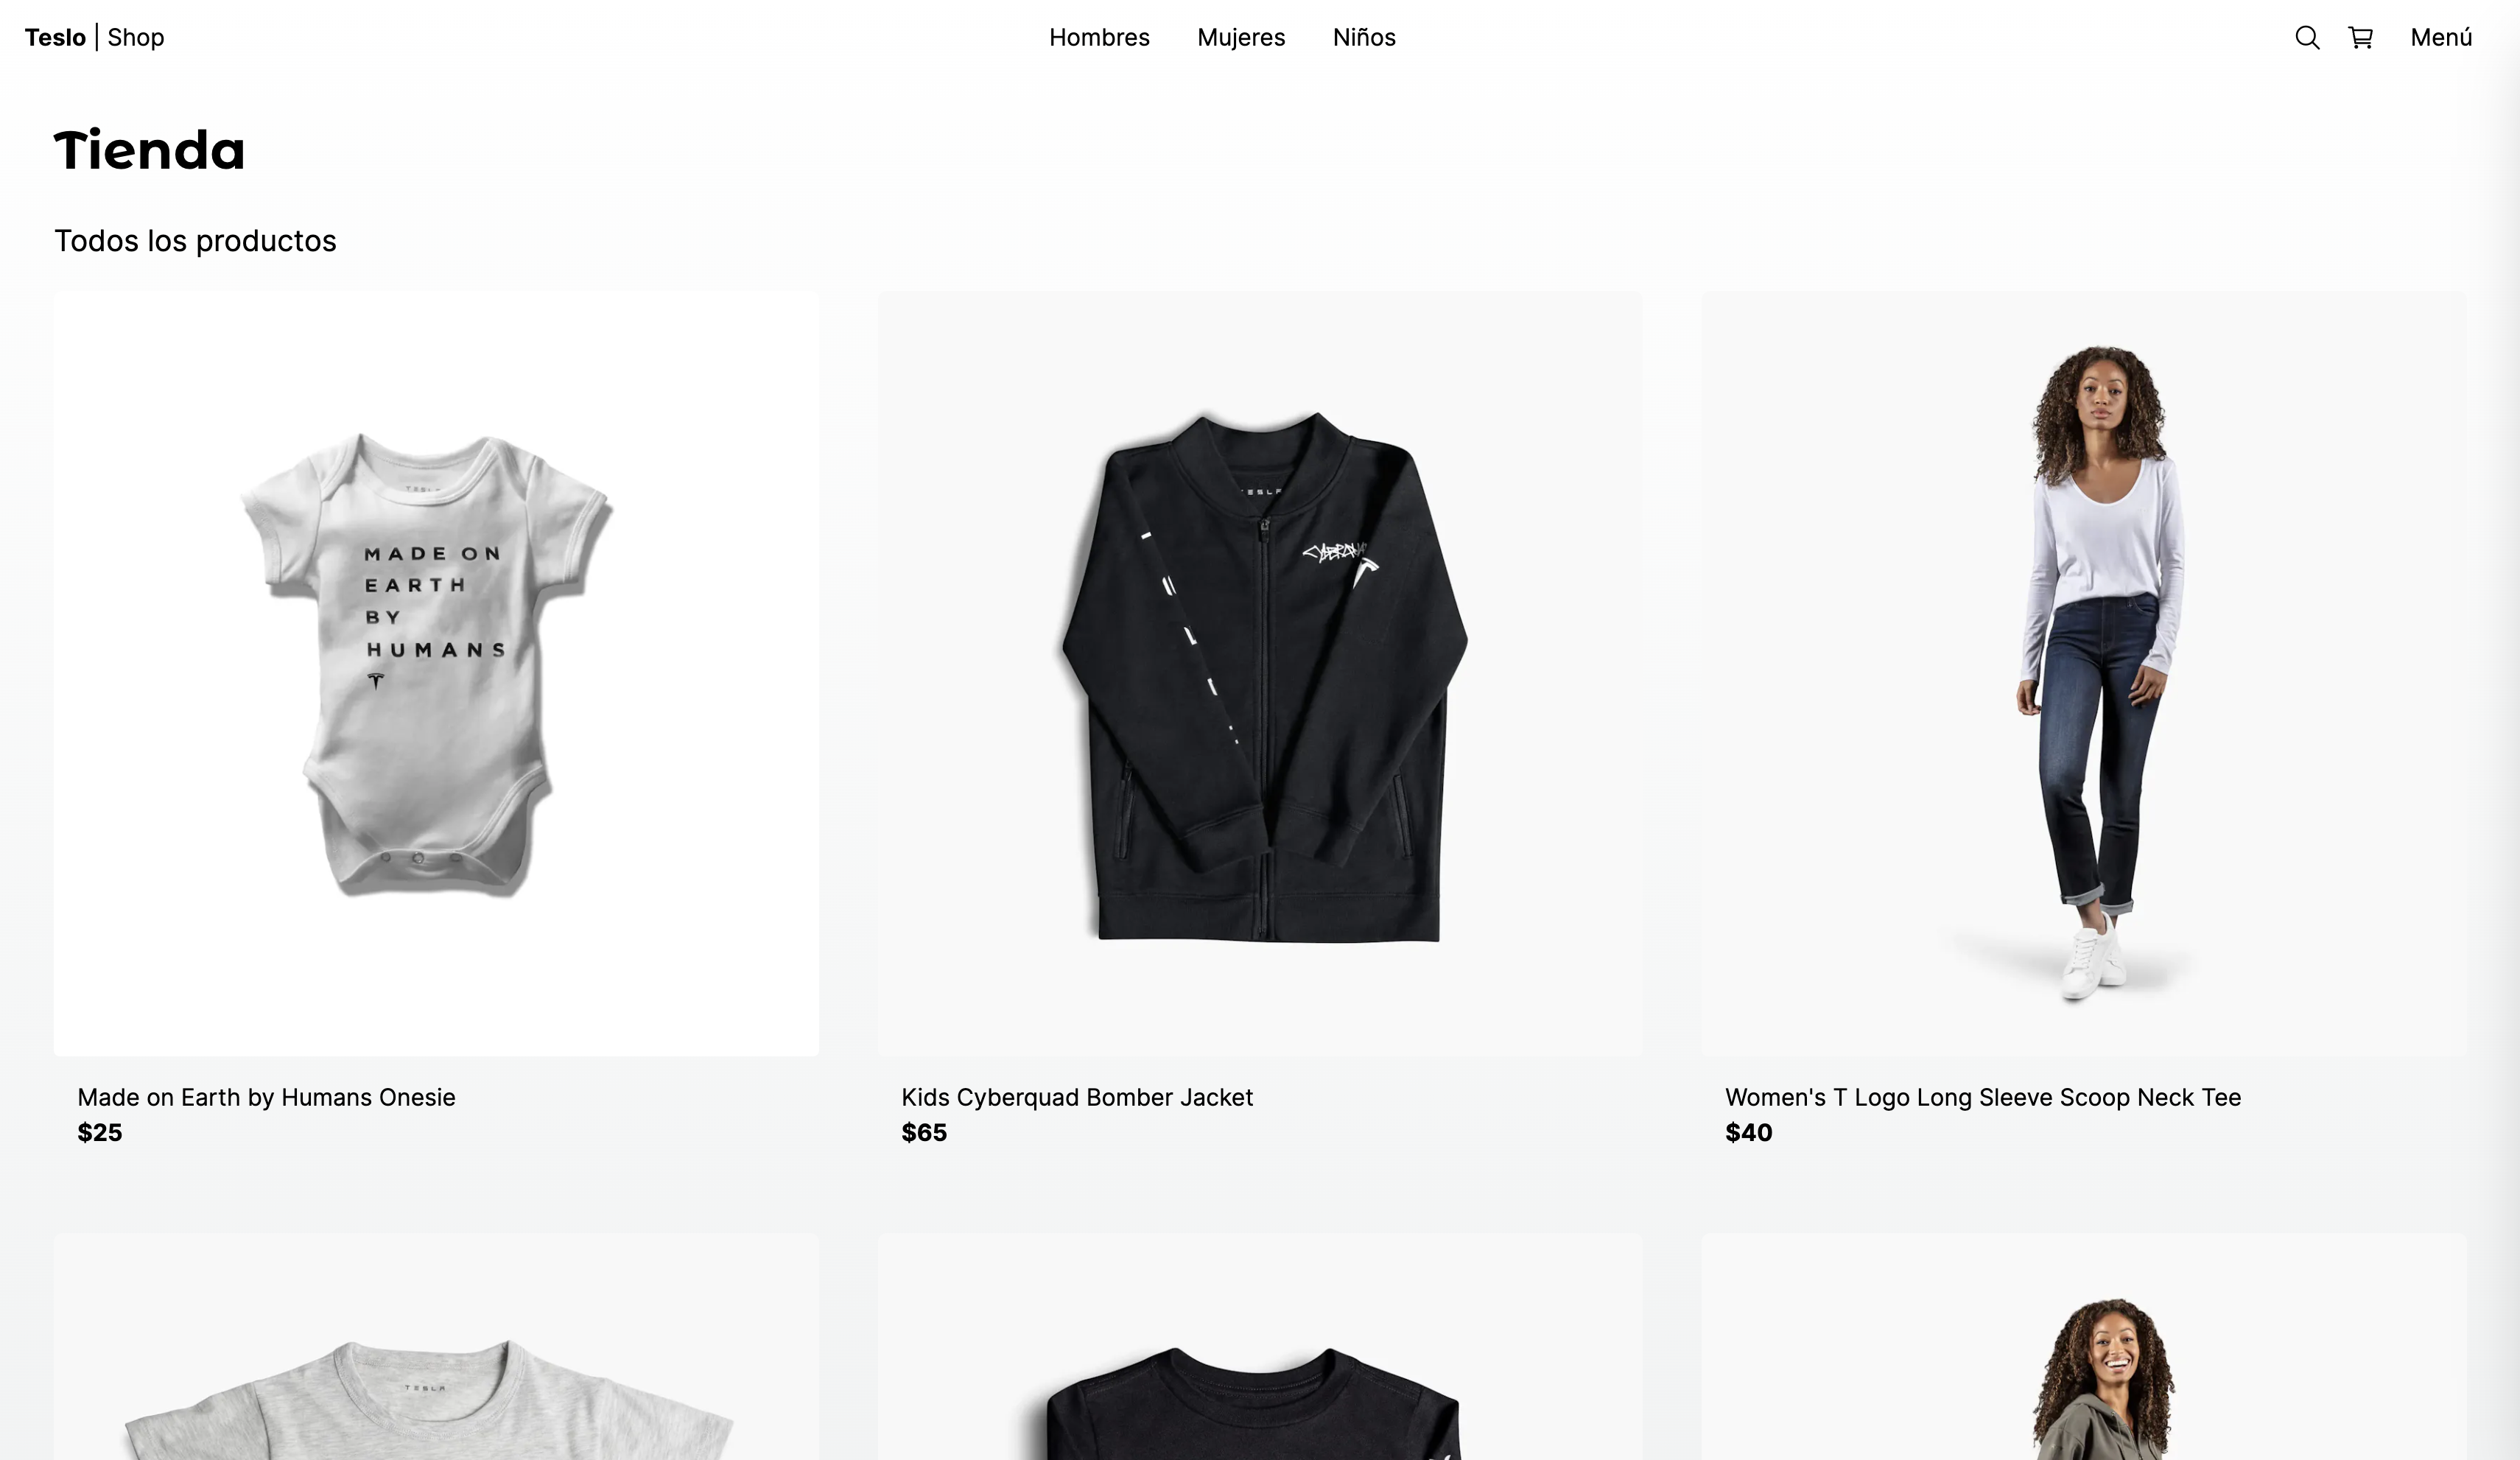 Teslo | Shop
Hombres
Mujeres
Niños
Menú
Tienda
Todos los productos
MADE ON
EARTH
BY
HUMANS
Made on Earth by Humans Onesie
$25
Kids Cyberquad Bomber Jacket
$65
Women's T Logo Long Sleeve Scoop Neck Tee
$40
TESLA